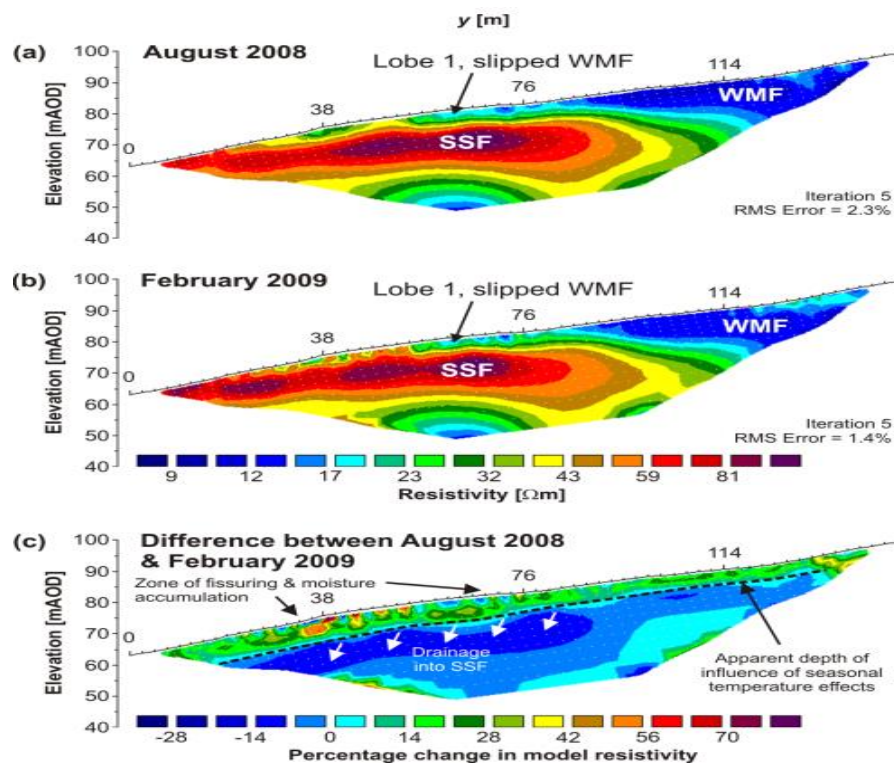 y [m]
(a) August 2008
Lobe 1, slipped WMF
Elevation [mAOD]
100
90
80
70
60
50
40
0
38
76
114
WMF
SSF
Iteration 5
RMS Error = 2.3%
(b) February 2009
Lobe 1, slipped WMF
Elevation [mAOD]
100
90
80
70
60
50
40
0
38
76
114
WMF
SSF
Iteration 5
RMS Error = 1.4%
9 12 17 23 32 43 59 81
Resistivity [Ωm]
(c) Difference between August 2008
& February 2009
Zone of fissuring & moisture
accumulation
Elevation [mAOD]
100
90
80
70
60
50
40
0
38
76
114
Drainage
into SSF
Apparent depth of
influence of seasonal
temperature effects
-28 -14 0 14 28 42 56 70
Percentage change in model resistivity